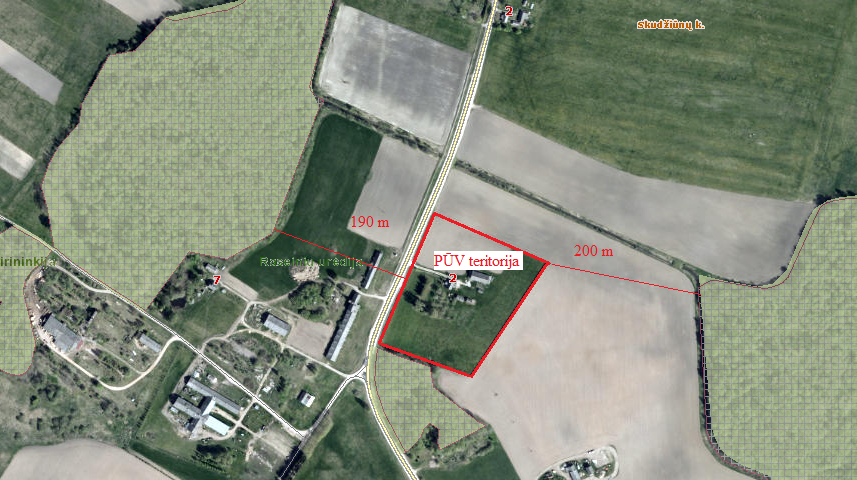 2
Skudžiūnų k.
190 m
200 m
PŪV teritorija
Raseinių urėdija
2
7